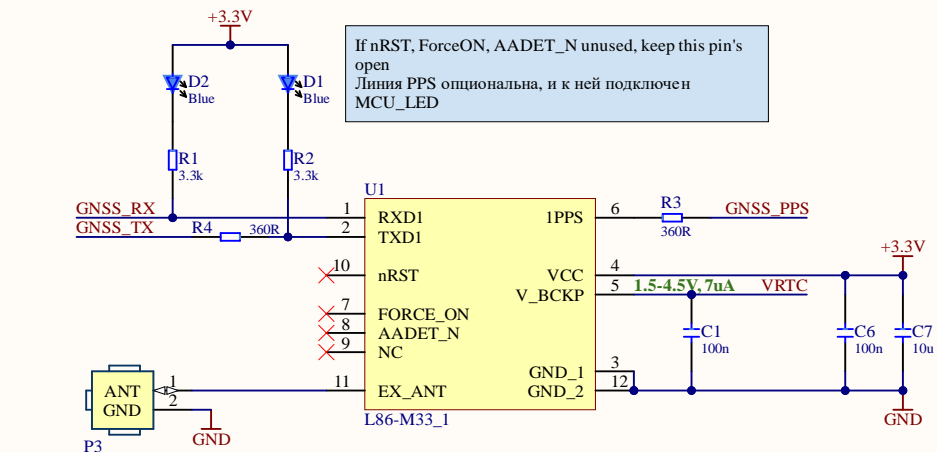 +3.3V
If nRST, ForceON, AADET_N unused, keep this pin's
open
Линия PPS опциональна, и к ней подключен
MCU_LED
D2
Blue
D1
Blue
R1
3.3k
R2
3.3k
U1
GNSS_RX
1
RXD1
1PPS
6
R3
360R
GNSS_PPS
GNSS_TX
R4
360R
2
TXD1
+3.3V
10
nRST
VCC
4
V_BCKP
5
1.5-4.5V, 7uA
VRTC
7
FORCE_ON
8
AADET_N
9
NC
C1
100n
C6
100n
C7
10u
GND_1
3
ANT
1
11
EX_ANT
GND_2
12
GND
2
GND
GND
L86-M33_1
P3